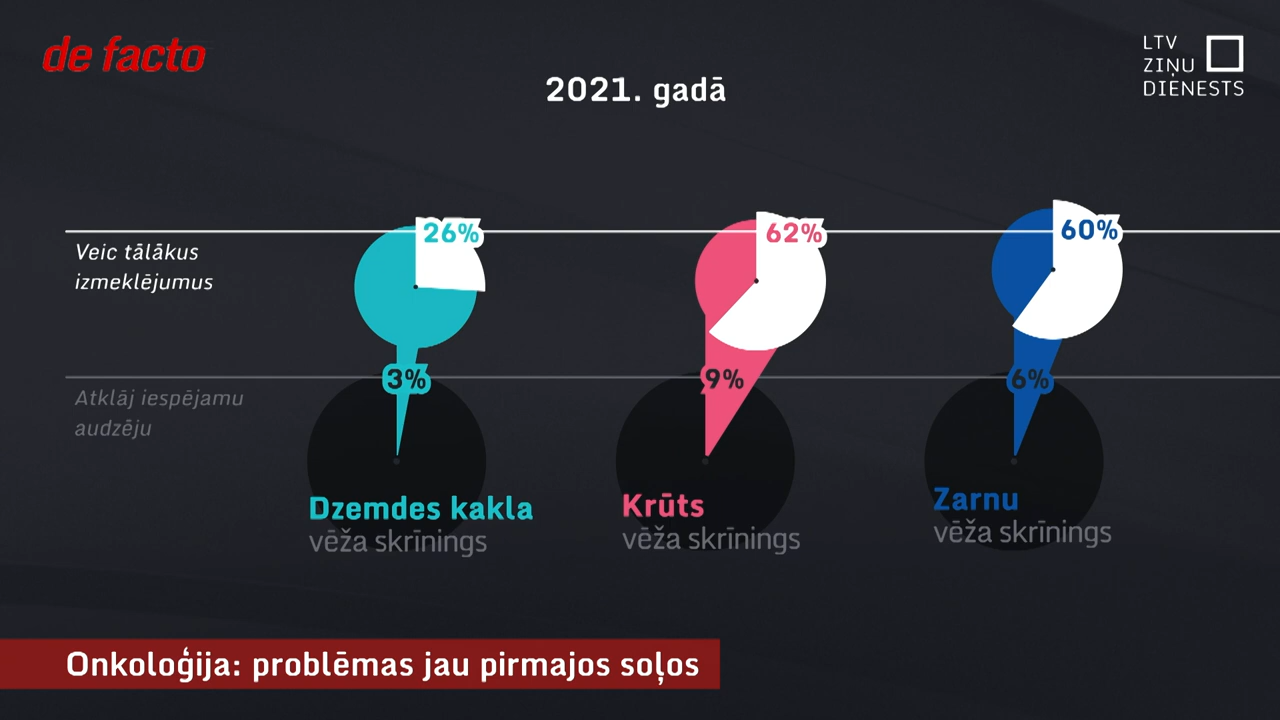 de facto
LTV
ZIŅU
DIENESTS
2021. gadā
26%
62%
60%
Veic tālākus
izmeklējumus
3%
9%
6%
Atklāj iespējamu
audzēju
Dzemdes kakla
vēža skrīnings
Krūts
vēža skrīnings
Zarnu
vēža skrīnings
Onkoloģija: problēmas jau pirmajos soļos